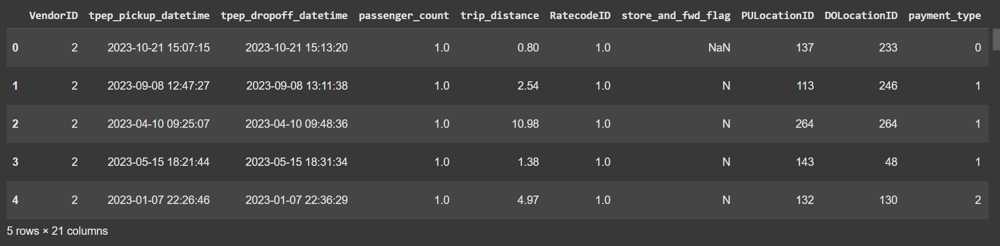 VendorID tpep_pickup_datetime tpep_dropoff_datetime passenger_count trip_distance RatecodeID store_and_fwd_flag PULocationID DOLocationID payment_type
0 2 2023-10-21 15:07:15 2023-10-21 15:13:20 1.0 0.80 1.0 NaN 137 233 0
1 2 2023-09-08 12:47:27 2023-09-08 13:11:38 1.0 2.54 1.0 N 113 246 1
2 2 2023-04-10 09:25:07 2023-04-10 09:48:36 1.0 10.98 1.0 N 264 264 1
3 2 2023-05-15 18:21:44 2023-05-15 18:31:34 1.0 1.38 1.0 N 143 48 1
4 2 2023-01-07 22:26:46 2023-01-07 22:36:29 1.0 4.97 1.0 N 132 130 2
5 rows × 21 columns